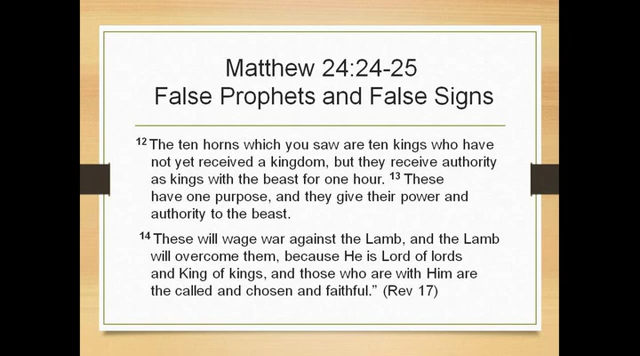 Matthew 24:24-25
False Prophets and False Signs
12 The ten horns which you saw are ten kings who have
not yet received a kingdom, but they receive authority
as kings with the beast for one hour. 13 These
have one purpose, and they give their power and
authority to the beast.
14 These will wage war against the Lamb, and the Lamb
will overcome them, because He is Lord of lords
and King of kings, and those who are with Him are
the called and chosen and faithful.” (Rev 17)